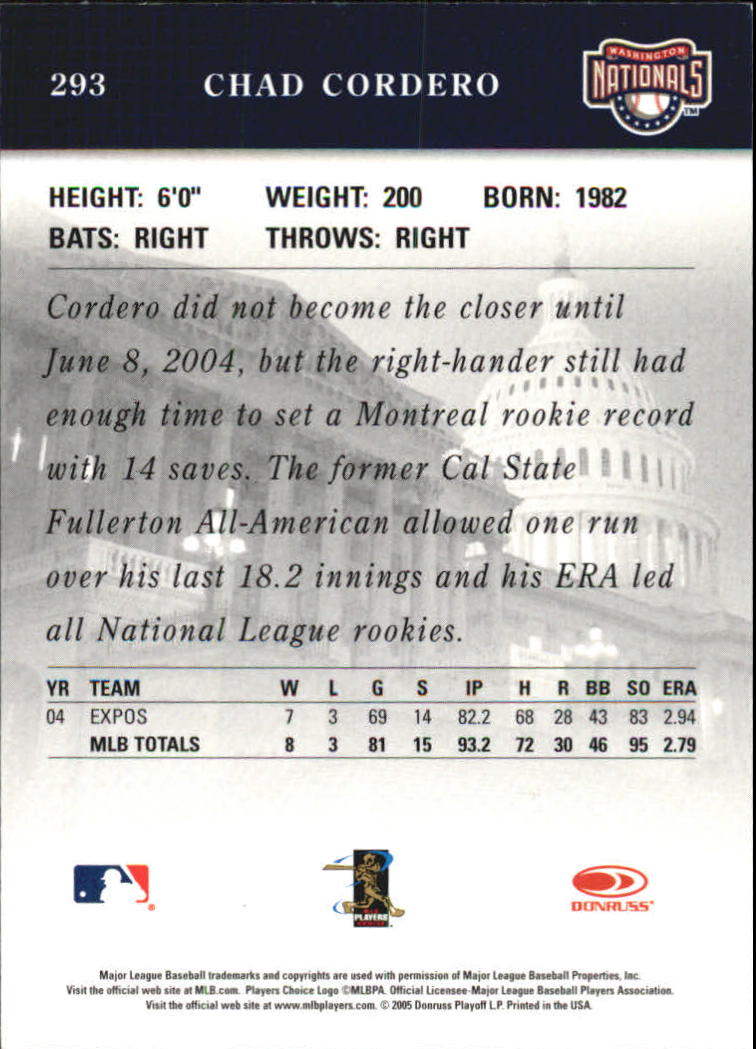 293 CHAD CORDERO
WASHINGTON
NATIONALS
TM
HEIGHT: 6'0" WEIGHT: 200 BORN: 1982
BATS: RIGHT THROWS: RIGHT
Cordero did not become the closer until
June 8, 2004, but the right-hander still had
enough time to set a Montreal rookie record
with 14 saves. The former Cal State
Fullerton All-American allowed one run
over his last 18.2 innings and his ERA led
all National League rookies.
YR TEAM W L G S IP H R BB SO ERA
04 EXPOS 7 3 69 14 82.2 68 28 43 83 2.94
MLB TOTALS 8 3 81 15 93.2 72 30 46 95 2.79
PLAYERS
DONRUSS
Major League Baseball trademarks and copyrights are used with permission of Major League Baseball Properties, Inc.
Visit the official web site at MLB.com. Players Choice Logo ©MLBPA. Official Licensee-Major League Baseball Players Association.
Visit the official web site at www.mlbplayers.com. © 2005 Donruss Playoff L.P. Printed in the USA.